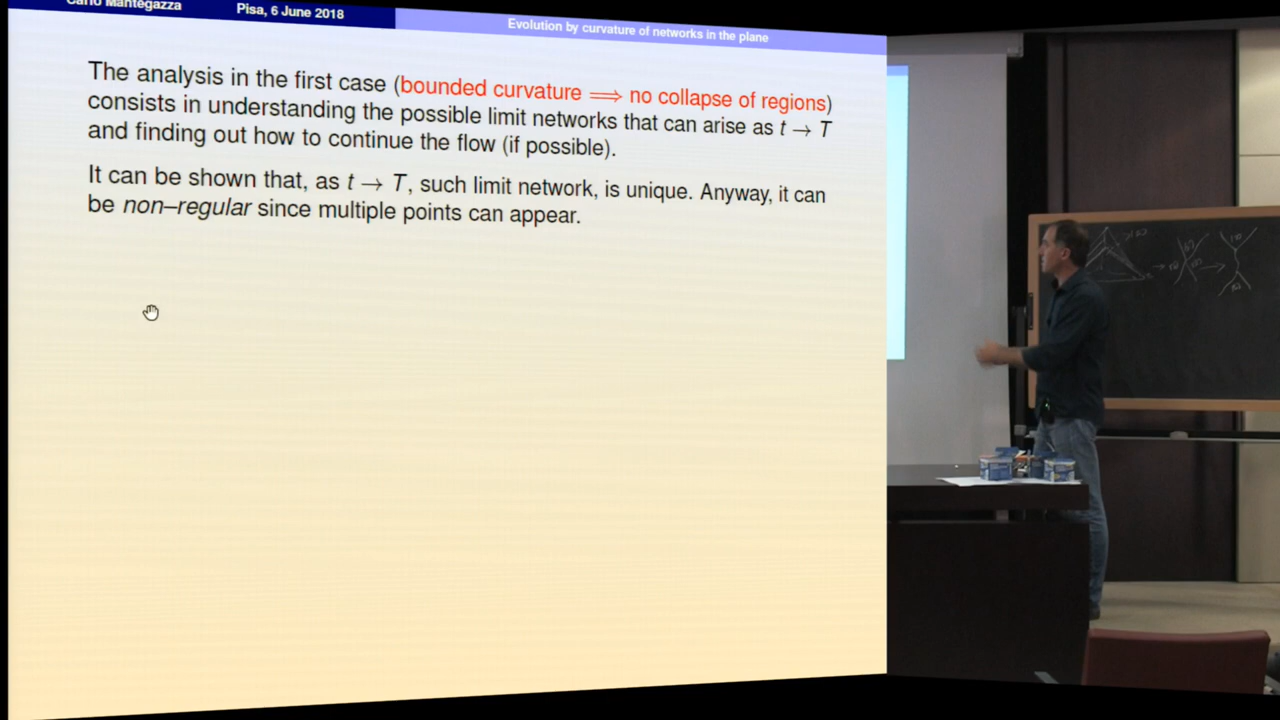 Carlo Mantegazza
Pisa, 6 June 2018
Evolution by curvature of networks in the plane
The analysis in the first case (bounded curvature ⟹ no collapse of regions)
consists in understanding the possible limit networks that can arise as t → T
and finding out how to continue the flow (if possible).
It can be shown that, as t → T, such limit network, is unique. Anyway, it can
be non–regular since multiple points can appear.